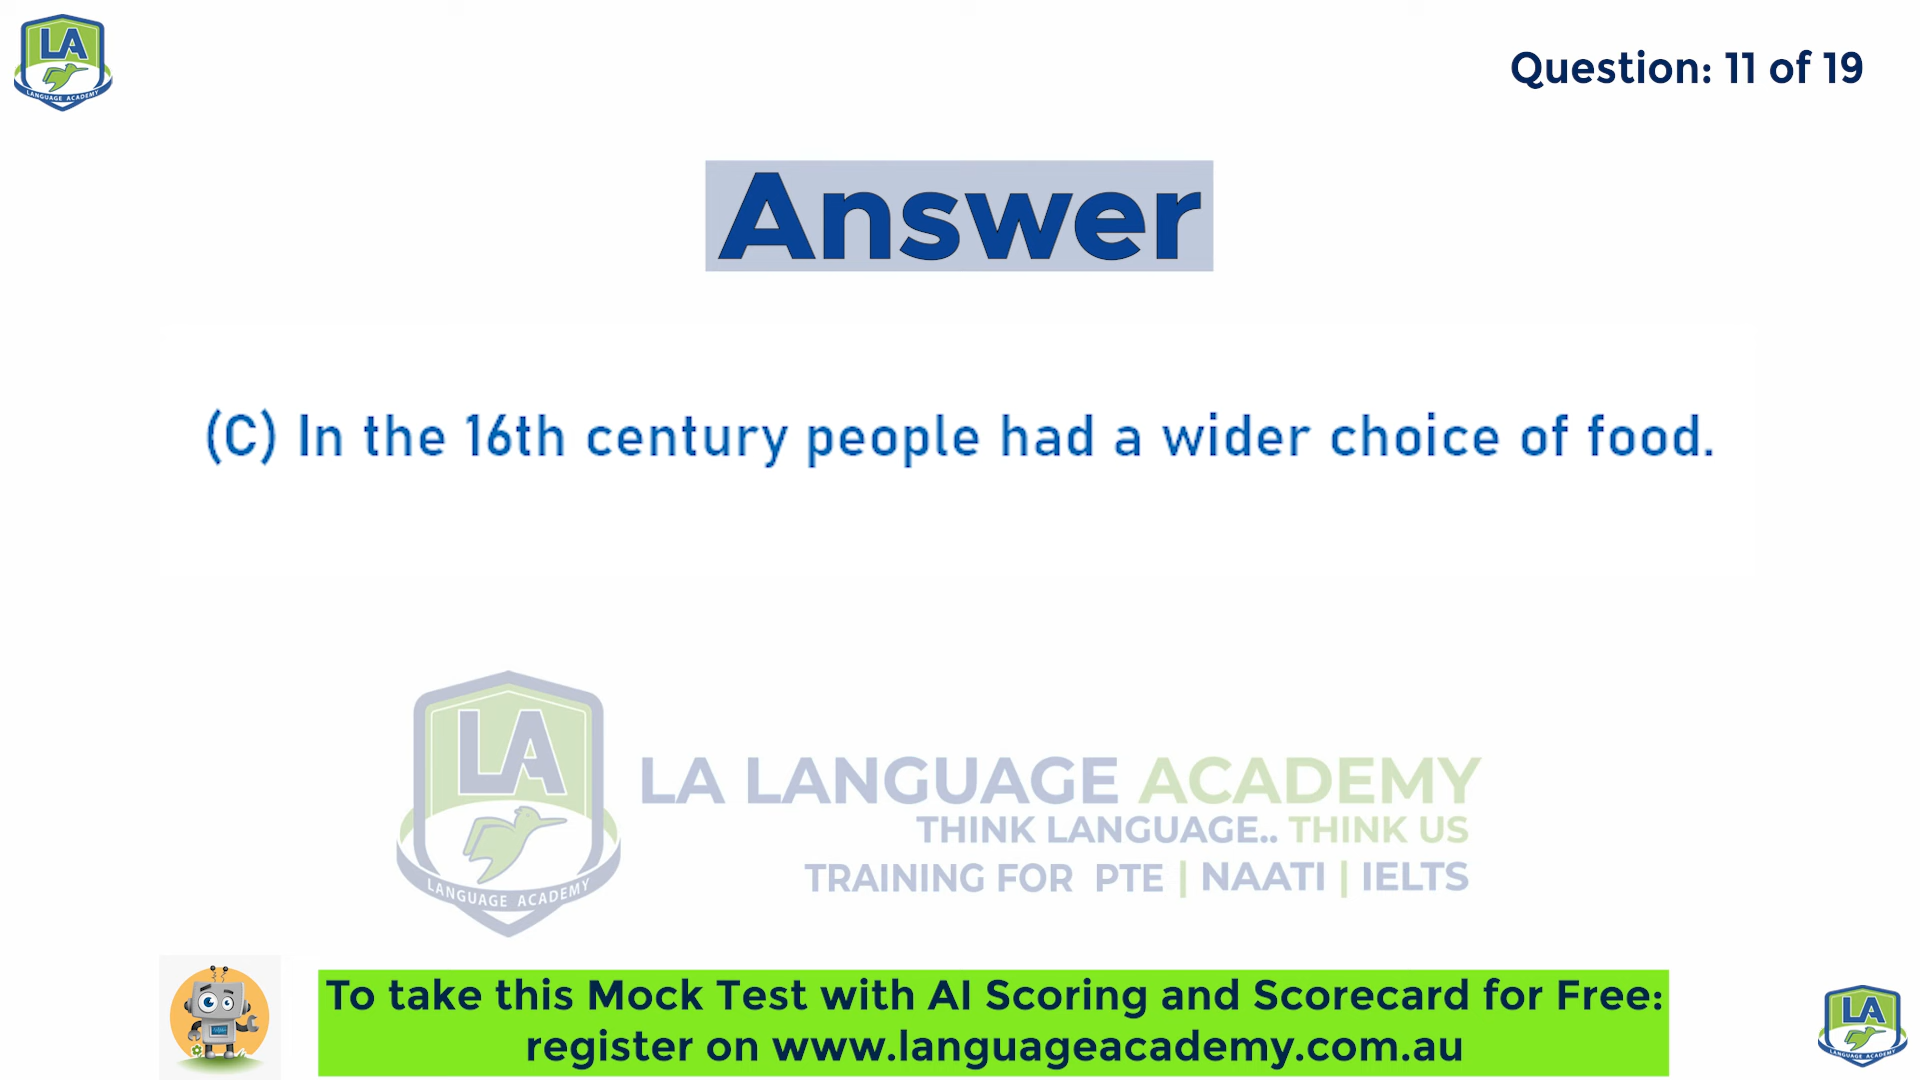 LA
LANGUAGE ACADEMY
Question: 11 of 19
Answer
(C) In the 16th century people had a wider choice of food.
LA
LANGUAGE ACADEMY
LA LANGUAGE ACADEMY
THINK LANGUAGE.. THINK US
TRAINING FOR PTE | NAATI | IELTS
To take this Mock Test with AI Scoring and Scorecard for Free:
register on www.languageacademy.com.au
LA
LANGUAGE ACADEMY